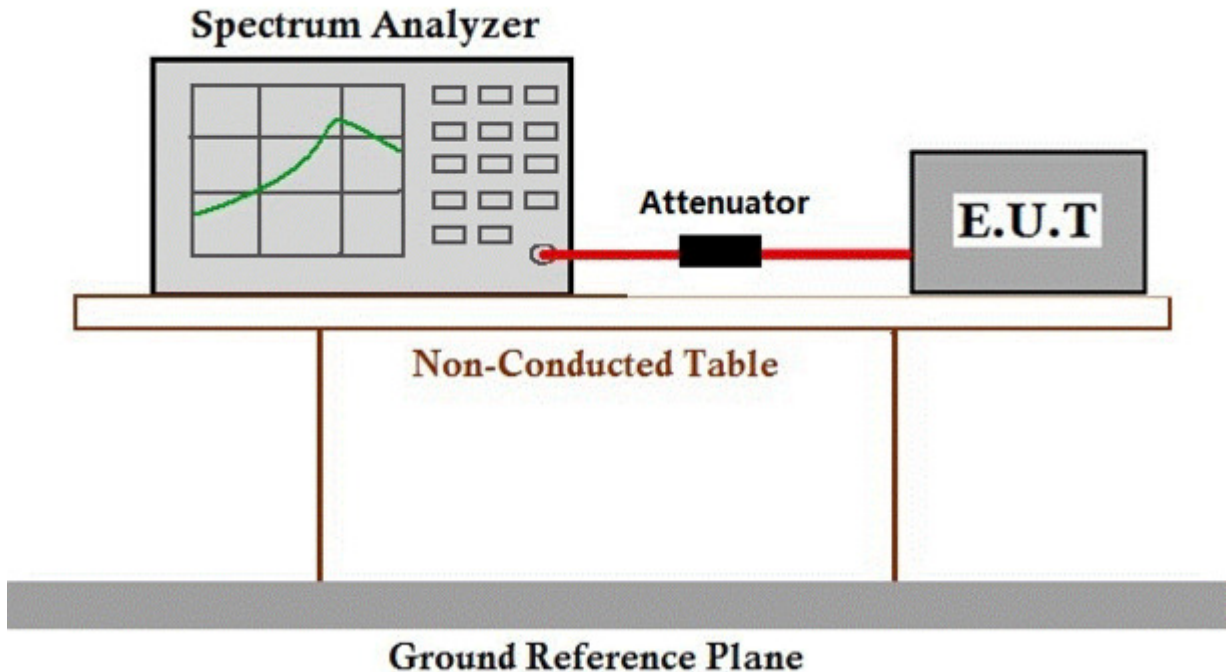 Spectrum Analyzer
Attenuator
E.U.T
Non-Conducted Table
Ground Reference Plane